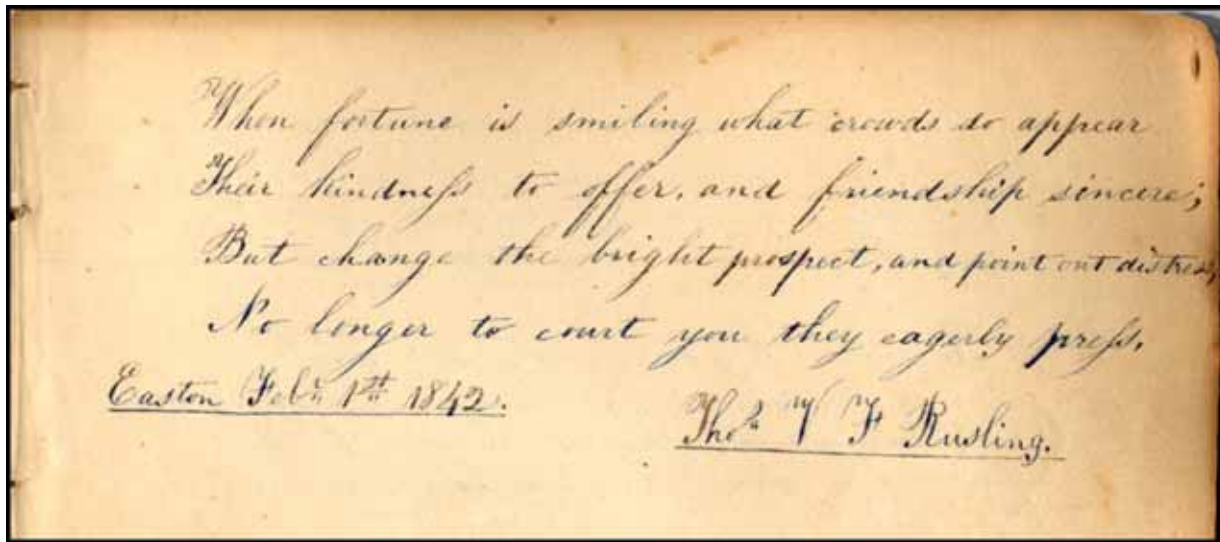 When fortune is smiling what crowds do appear
Their kindness to offer, and friendship sincere;
But change the bright prospect, and point out distress,
No longer to court you they eagerly press.
Easton Feby 1st 1842.
Thos V F Rusling.